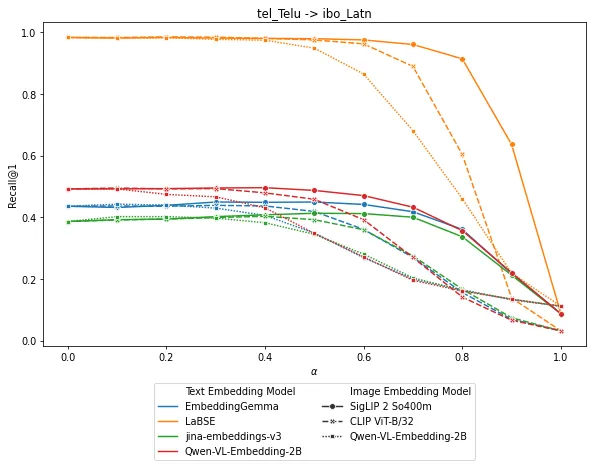 tel_Telu -> ibo_Latn
1.0
0.8
0.6
0.4
0.2
0.0
Recall@1
0.0 0.2 0.4 0.6 0.8 1.0
α
Text Embedding Model Image Embedding Model
EmbeddingGemma SigLIP 2 So400m
LaBSE CLIP ViT-B/32
jina-embeddings-v3 Qwen-VL-Embedding-2B
Qwen-VL-Embedding-2B